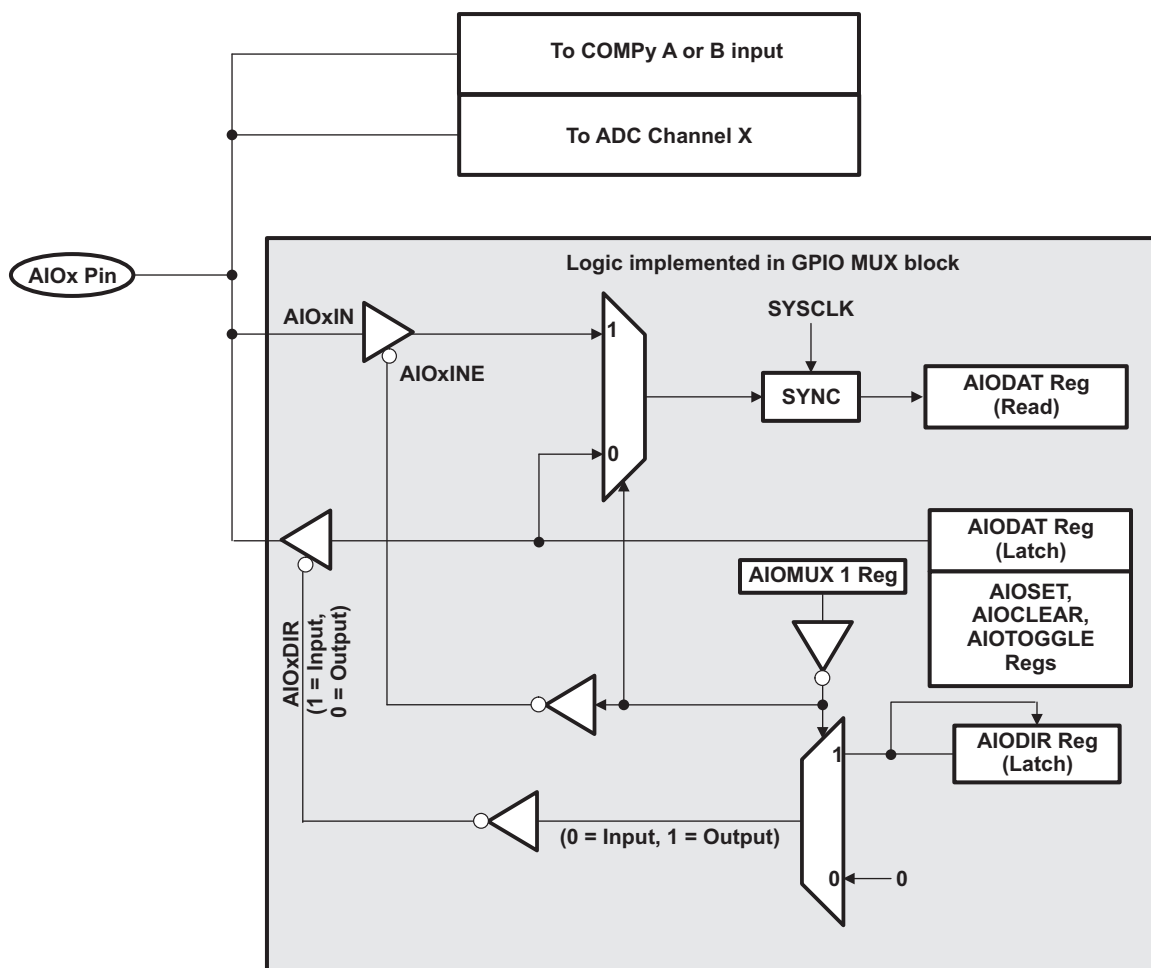 To COMPy A or B input
To ADC Channel X
AIOx Pin
Logic implemented in GPIO MUX block
AIOxIN
1
SYSCLK
AIOxINE
SYNC
AIODAT Reg
(Read)
0
AIODAT Reg
(Latch)
AIOMUX 1 Reg
AIOSET,
AIOCLEAR,
AIOTOGGLE
Regs
AIOxDIR
(1 = Input,
0 = Output)
1
AIODIR Reg
(Latch)
(0 = Input, 1 = Output)
0
0